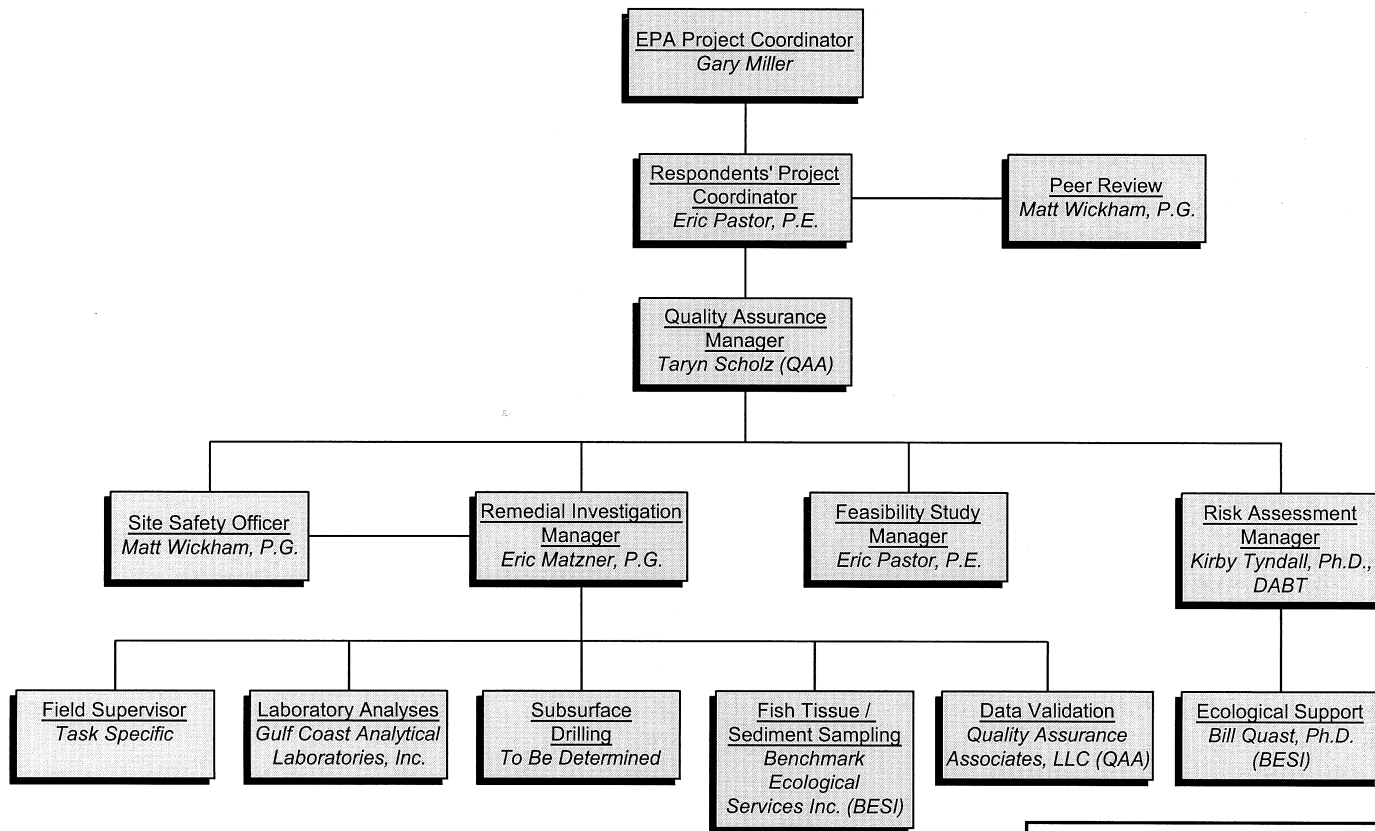 EPA Project Coordinator
Gary Miller
Respondents' Project
Coordinator
Eric Pastor, P.E.
Peer Review
Matt Wickham, P.G.
Quality Assurance
Manager
Taryn Scholz (QAA)
Site Safety Officer
Matt Wickham, P.G.
Remedial Investigation
Manager
Eric Matzner, P.G.
Feasibility Study
Manager
Eric Pastor, P.E.
Risk Assessment
Manager
Kirby Tyndall, Ph.D.,
DABT
Field Supervisor
Task Specific
Laboratory Analyses
Gulf Coast Analytical
Laboratories, Inc.
Subsurface
Drilling
To Be Determined
Fish Tissue /
Sediment Sampling
Benchmark
Ecological
Services Inc. (BESI)
Data Validation
Quality Assurance
Associates, LLC (QAA)
Ecological Support
Bill Quast, Ph.D.
(BESI)